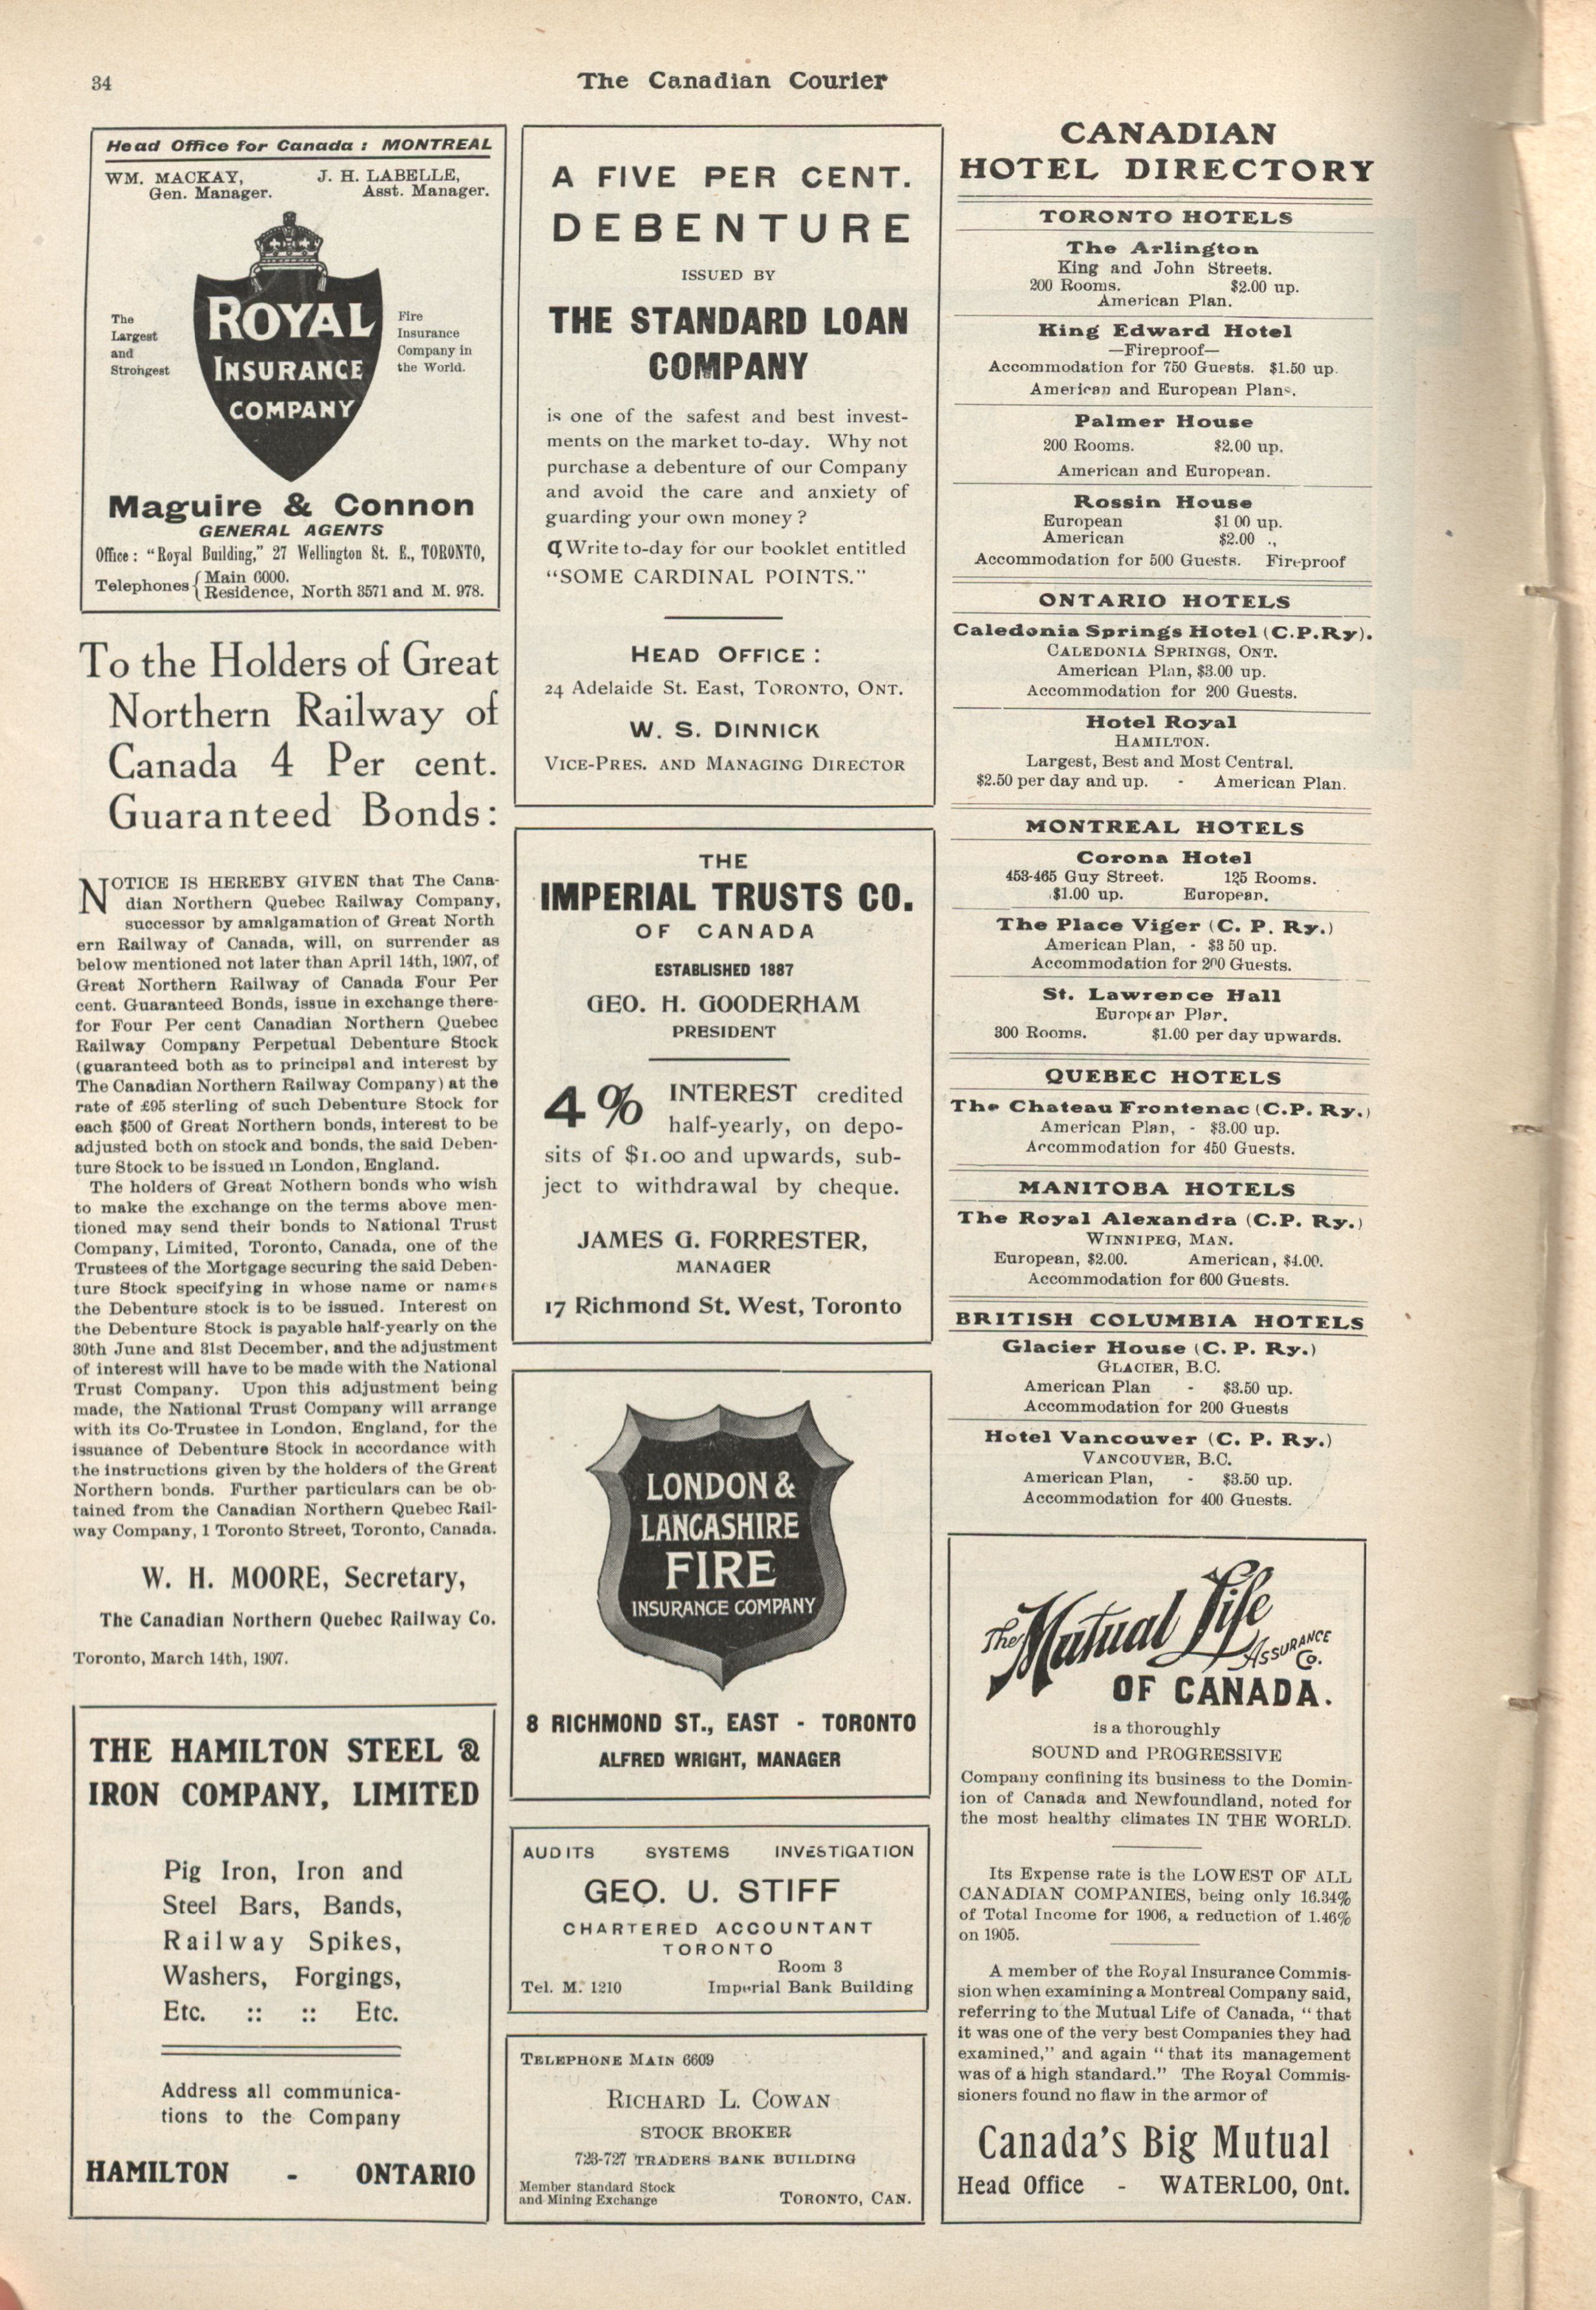 34
The Canadian Courier
Head Office for Canada : MONTREAL
WM. MACKAY, J. H. LABELLE,
Gen. Manager. Asst. Manager.
The
Largest
and
Strongest
ROYAL
INSURANCE
COMPANY
Fire
Insurance
Company in
the World.
Maguire & Connon
GENERAL AGENTS
Office : "Royal Building," 27 Wellington St. E., TORONTO,
Telephones { Main 6000.
Residence, North 3571 and M. 978.
To the Holders of Great
Northern Railway of
Canada 4 Per cent.
Guaranteed Bonds:
NOTICE IS HEREBY GIVEN that The Cana-
dian Northern Quebec Railway Company,
successor by amalgamation of Great North
ern Railway of Canada, will, on surrender as
below mentioned not later than April 14th, 1907, of
Great Northern Railway of Canada Four Per
cent. Guaranteed Bonds, issue in exchange there-
for Four Per cent Canadian Northern Quebec
Railway Company Perpetual Debenture Stock
(guaranteed both as to principal and interest by
The Canadian Northern Railway Company) at the
rate of £95 sterling of such Debenture Stock for
each $500 of Great Northern bonds, interest to be
adjusted both on stock and bonds, the said Deben-
ture Stock to be issued in London, England.
The holders of Great Nothern bonds who wish
to make the exchange on the terms above men-
tioned may send their bonds to National Trust
Company, Limited, Toronto, Canada, one of the
Trustees of the Mortgage securing the said Deben-
ture Stock specifying in whose name or names
the Debenture stock is to be issued. Interest on
the Debenture Stock is payable half-yearly on the
30th June and 31st December, and the adjustment
of interest will have to be made with the National
Trust Company. Upon this adjustment being
made, the National Trust Company will arrange
with its Co-Trustee in London, England, for the
issuance of Debenture Stock in accordance with
the instructions given by the holders of the Great
Northern bonds. Further particulars can be ob-
tained from the Canadian Northern Quebec Rail-
way Company, 1 Toronto Street, Toronto, Canada.
W. H. MOORE, Secretary,
The Canadian Northern Quebec Railway Co.
Toronto, March 14th, 1907.
THE HAMILTON STEEL &
IRON COMPANY, LIMITED
Pig Iron, Iron and
Steel Bars, Bands,
Railway Spikes,
Washers, Forgings,
Etc. :: :: Etc.
Address all communica-
tions to the Company
HAMILTON - ONTARIO
A FIVE PER CENT.
DEBENTURE
ISSUED BY
THE STANDARD LOAN
COMPANY
is one of the safest and best invest-
ments on the market to-day. Why not
purchase a debenture of our Company
and avoid the care and anxiety of
guarding your own money ?
¶ Write to-day for our booklet entitled
"SOME CARDINAL POINTS."
HEAD OFFICE :
24 Adelaide St. East, TORONTO, ONT.
W. S. DINNICK
VICE-PRES. AND MANAGING DIRECTOR
THE
IMPERIAL TRUSTS CO.
OF CANADA
ESTABLISHED 1887
GEO. H. GOODERHAM
PRESIDENT
4% INTEREST credited
half-yearly, on depo-
sits of $1.00 and upwards, sub-
ject to withdrawal by cheque.
JAMES G. FORRESTER,
MANAGER
17 Richmond St. West, Toronto
LONDON &
LANCASHIRE
FIRE
INSURANCE COMPANY
8 RICHMOND ST., EAST - TORONTO
ALFRED WRIGHT, MANAGER
AUDITS SYSTEMS INVESTIGATION
GEO. U. STIFF
CHARTERED ACCOUNTANT
TORONTO
Room 3
Tel. M. 1210 Imperial Bank Building
TELEPHONE MAIN 6609
RICHARD L. COWAN
STOCK BROKER
723-727 TRADERS BANK BUILDING
Member Standard Stock
and Mining Exchange TORONTO, CAN.
CANADIAN
HOTEL DIRECTORY
TORONTO HOTELS
The Arlington
King and John Streets.
200 Rooms. $2.00 up.
American Plan.
King Edward Hotel
—Fireproof—
Accommodation for 750 Guests. $1.50 up.
American and European Plans.
Palmer House
200 Rooms. $2.00 up.
American and European.
Rossin House
European $1 00 up.
American $2.00 .,
Accommodation for 500 Guests. Fireproof
ONTARIO HOTELS
Caledonia Springs Hotel (C.P.Ry).
CALEDONIA SPRINGS, ONT.
American Plan, $3.00 up.
Accommodation for 200 Guests.
Hotel Royal
HAMILTON.
Largest, Best and Most Central.
$2.50 per day and up. - American Plan.
MONTREAL HOTELS
Corona Hotel
453-465 Guy Street. 125 Rooms.
$1.00 up. European.
The Place Viger (C. P. Ry.)
American Plan, - $3 50 up.
Accommodation for 200 Guests.
St. Lawrence Hall
European Plan.
300 Rooms. $1.00 per day upwards.
QUEBEC HOTELS
The Chateau Frontenac (C.P. Ry.)
American Plan, - $3.00 up.
Accommodation for 450 Guests.
MANITOBA HOTELS
The Royal Alexandra (C.P. Ry.)
WINNIPEG, MAN.
European, $2.00. American, $4.00.
Accommodation for 600 Guests.
BRITISH COLUMBIA HOTELS
Glacier House (C. P. Ry.)
GLACIER, B.C.
American Plan - $3.50 up.
Accommodation for 200 Guests
Hotel Vancouver (C. P. Ry.)
VANCOUVER, B.C.
American Plan, - $3.50 up.
Accommodation for 400 Guests.
The Mutual Life
ASSURANCE
Co.
OF CANADA.
is a thoroughly
SOUND and PROGRESSIVE
Company confining its business to the Domin-
ion of Canada and Newfoundland, noted for
the most healthy climates IN THE WORLD.
Its Expense rate is the LOWEST OF ALL
CANADIAN COMPANIES, being only 16.34%
of Total Income for 1906, a reduction of 1.46%
on 1905.
A member of the Royal Insurance Commis-
sion when examining a Montreal Company said,
referring to the Mutual Life of Canada, "that
it was one of the very best Companies they had
examined," and again "that its management
was of a high standard." The Royal Commis-
sioners found no flaw in the armor of
Canada's Big Mutual
Head Office - WATERLOO, Ont.